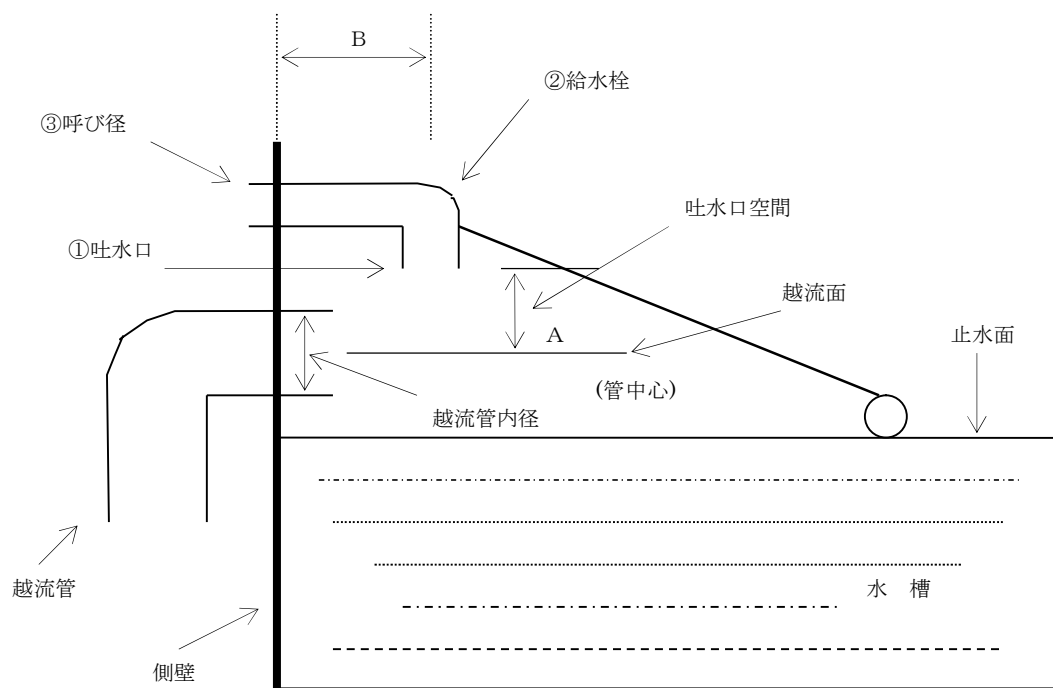 B
②給水栓
③呼び径
吐水口空間
①吐水口
越流面
A
止水面
(管中心)
越流管内径
越流管
水 槽
側壁